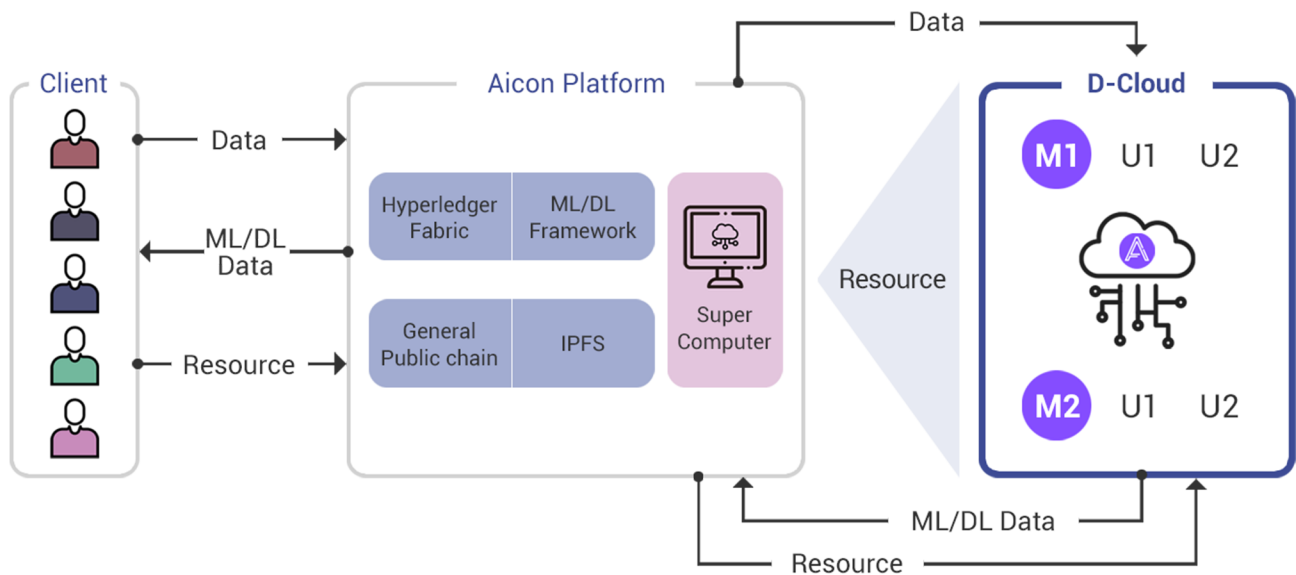 Data
Client
Aicon Platform
D-Cloud
Data
ML/DL
Data
Resource
Hyperledger
Fabric
ML/DL
Framework
General
Public chain
IPFS
Super
Computer
Resource
M1 U1 U2
A
M2 U1 U2
ML/DL Data
Resource